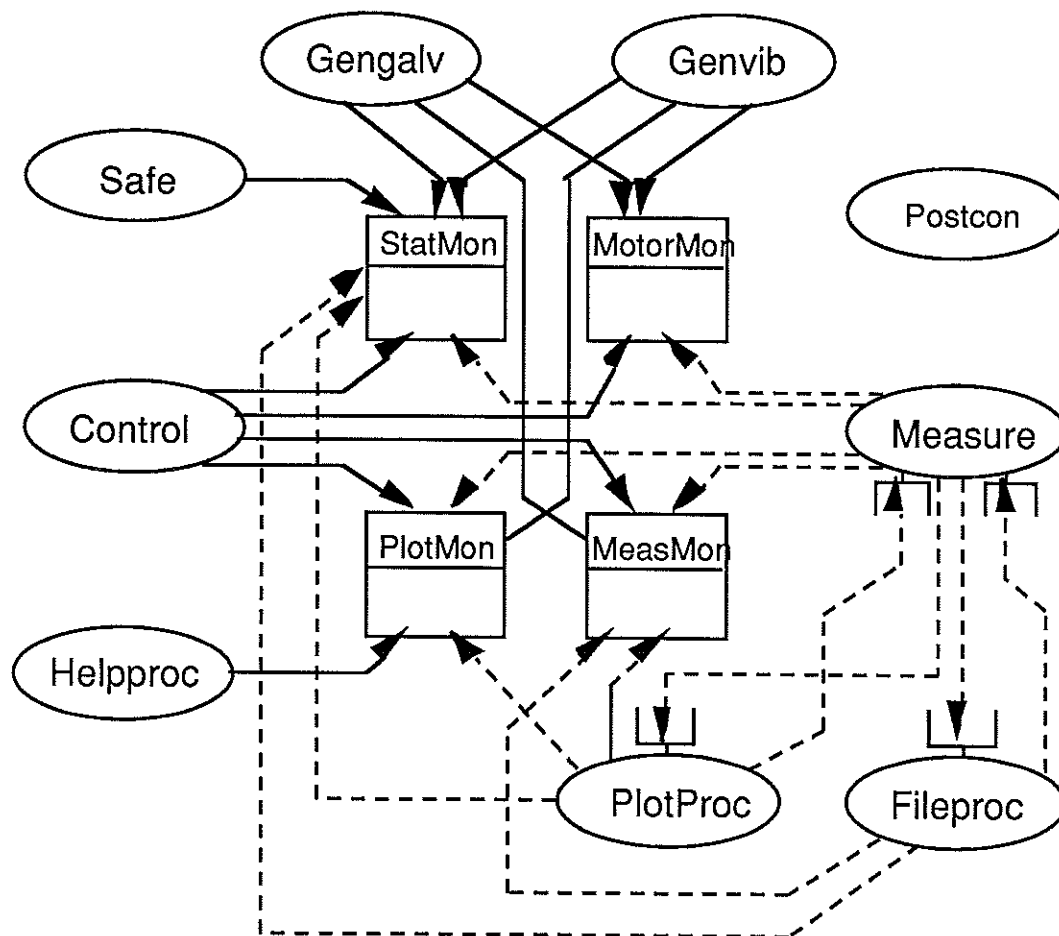 Gengalv
Genvib
Safe
StatMon
MotorMon
Postcon
Control
Measure
PlotMon
MeasMon
Helpproc
PlotProc
Fileproc